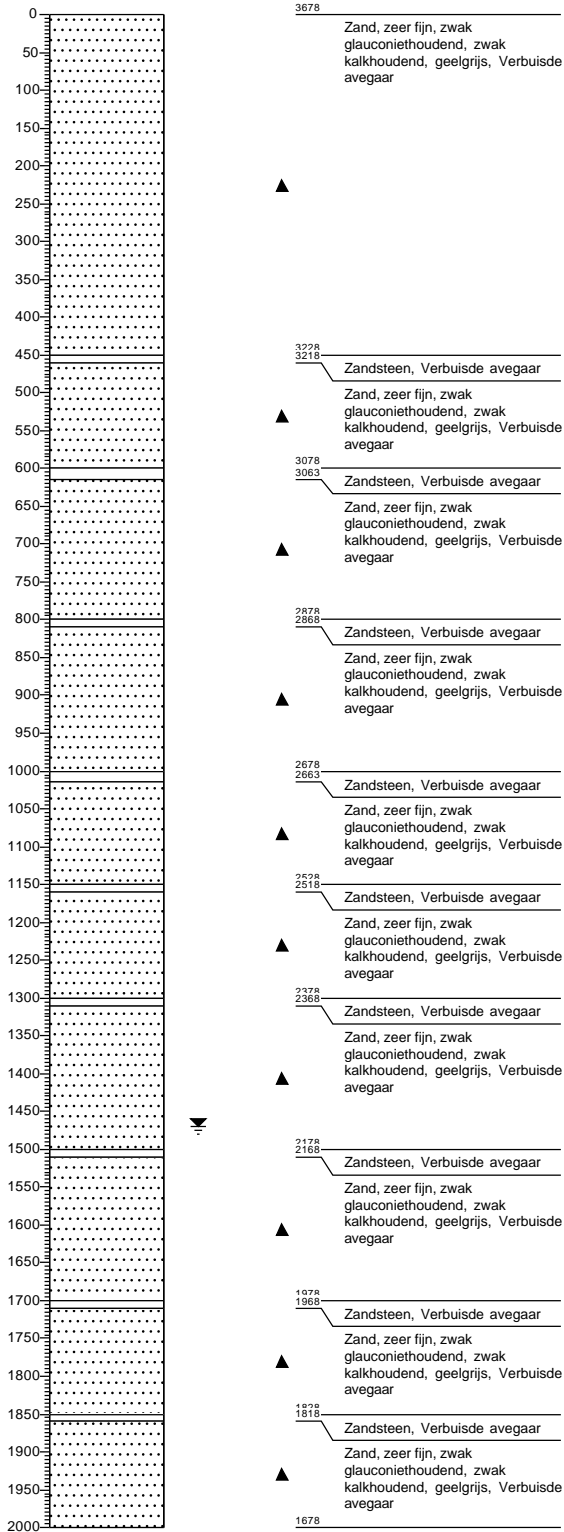 0
50
100
150
200
250
300
350
400
450
500
550
600
650
700
750
800
850
900
950
1000
1050
1100
1150
1200
1250
1300
1350
1400
1450
1500
1550
1600
1650
1700
1750
1800
1850
1900
1950
2000
3678
Zand, zeer fijn, zwak
glauconiethoudend, zwak
kalkhoudend, geelgrijs, Verbuisde
avegaar
3228
3218
Zandsteen, Verbuisde avegaar
Zand, zeer fijn, zwak
glauconiethoudend, zwak
kalkhoudend, geelgrijs, Verbuisde
avegaar
3078
3063
Zandsteen, Verbuisde avegaar
Zand, zeer fijn, zwak
glauconiethoudend, zwak
kalkhoudend, geelgrijs, Verbuisde
avegaar
2878
2868
Zandsteen, Verbuisde avegaar
Zand, zeer fijn, zwak
glauconiethoudend, zwak
kalkhoudend, geelgrijs, Verbuisde
avegaar
2678
2663
Zandsteen, Verbuisde avegaar
Zand, zeer fijn, zwak
glauconiethoudend, zwak
kalkhoudend, geelgrijs, Verbuisde
avegaar
2528
2518
Zandsteen, Verbuisde avegaar
Zand, zeer fijn, zwak
glauconiethoudend, zwak
kalkhoudend, geelgrijs, Verbuisde
avegaar
2378
2368
Zandsteen, Verbuisde avegaar
Zand, zeer fijn, zwak
glauconiethoudend, zwak
kalkhoudend, geelgrijs, Verbuisde
avegaar
2178
2168
Zandsteen, Verbuisde avegaar
Zand, zeer fijn, zwak
glauconiethoudend, zwak
kalkhoudend, geelgrijs, Verbuisde
avegaar
1978
1968
Zandsteen, Verbuisde avegaar
Zand, zeer fijn, zwak
glauconiethoudend, zwak
kalkhoudend, geelgrijs, Verbuisde
avegaar
1828
1818
Zandsteen, Verbuisde avegaar
Zand, zeer fijn, zwak
glauconiethoudend, zwak
kalkhoudend, geelgrijs, Verbuisde
avegaar
1678